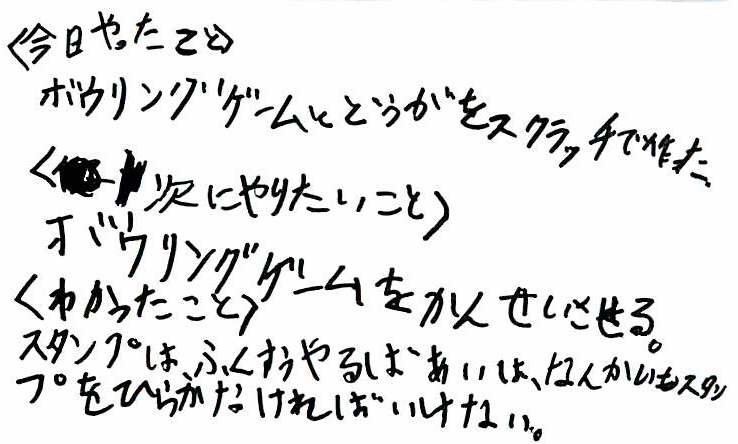 <今日やったこと>
ボウリングゲームとどうがをスクラッチで作った。
<次にやりたいこと>
ボウリングゲームをかんせいさせる。
<わかったこと>
スタンプは、ふくすうやるばあいは、なんかいもスタン
プをひらかなければいけない。